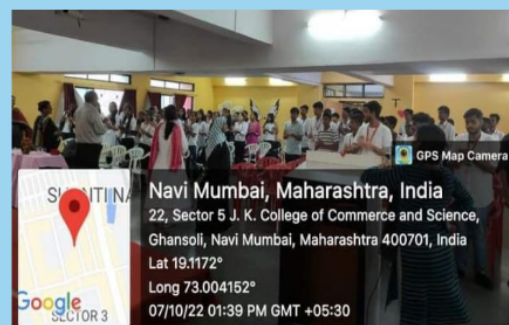 GPS Map Camera
Navi Mumbai, Maharashtra, India
22, Sector 5 J. K. College of Commerce and Science,
Ghansoli, Navi Mumbai, Maharashtra 400701, India
Lat 19.1172°
Long 73.004152°
07/10/22 01:39 PM GMT +05:30
Google
SECTOR 3